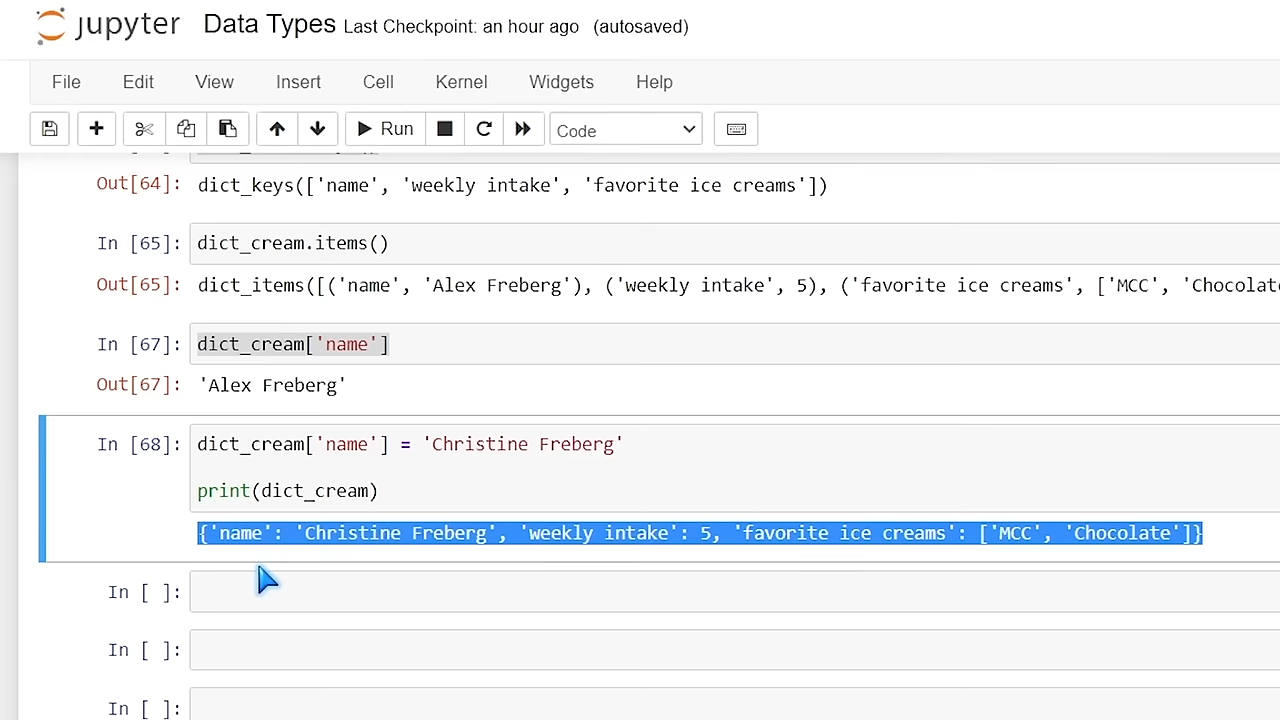 jupyter Data Types Last Checkpoint: an hour ago (autosaved)
File Edit View Insert Cell Kernel Widgets Help
Run Code
Out[64]: dict_keys(['name', 'weekly intake', 'favorite ice creams'])
In [65]: dict_cream.items()
Out[65]: dict_items([('name', 'Alex Freberg'), ('weekly intake', 5), ('favorite ice creams', ['MCC', 'Chocolat
In [67]: dict_cream['name']
Out[67]: 'Alex Freberg'
In [68]: dict_cream['name'] = 'Christine Freberg'
print(dict_cream)
{'name': 'Christine Freberg', 'weekly intake': 5, 'favorite ice creams': ['MCC', 'Chocolate']}
In [ ]:
In [ ]:
In [ ]: